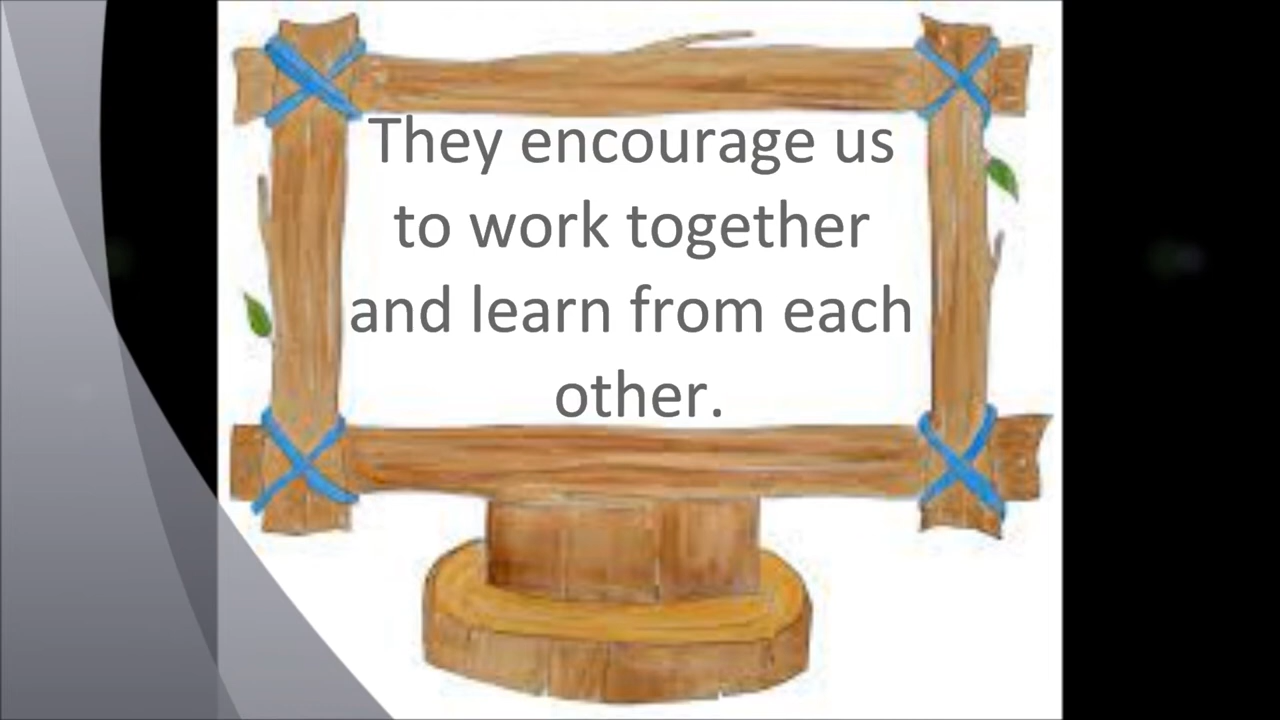 They encourage us
to work together
and learn from each
other.